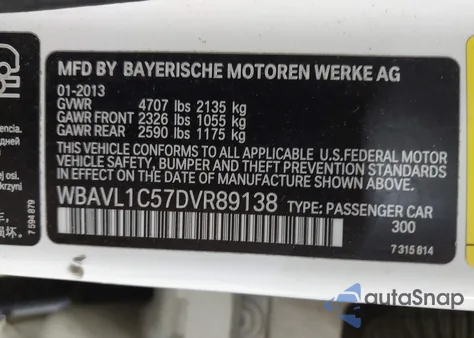 MFD BY BAYERISCHE MOTOREN WERKE AG
01-2013
GVWR 4707 lbs 2135 kg
GAWR FRONT 2326 lbs 1055 kg
GAWR REAR 2590 lbs 1175 kg
THIS VEHICLE CONFORMS TO ALL APPLICABLE U.S.FEDERAL MOTOR
VEHICLE SAFETY, BUMPER AND THEFT PREVENTION STANDARDS IN
EFFECT ON THE DATE OF MANUFACTURE SHOWN ABOVE.
WBAVL1C57DVR89138 TYPE: PASSENGER CAR
300
7 315 814
7 594 879
autoSnap